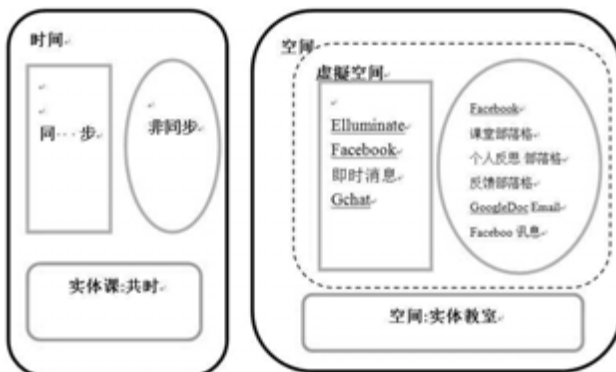 时间
同···步
非同步
实体课:共时
空间
虚擬空间
Elluminate
Facebook
即时消息
Gchat
Facebook
课堂部落格
个人反思 部落格
反馈部落格
GoogleDoc Email
Faceboo 讯息
空间:实体教室